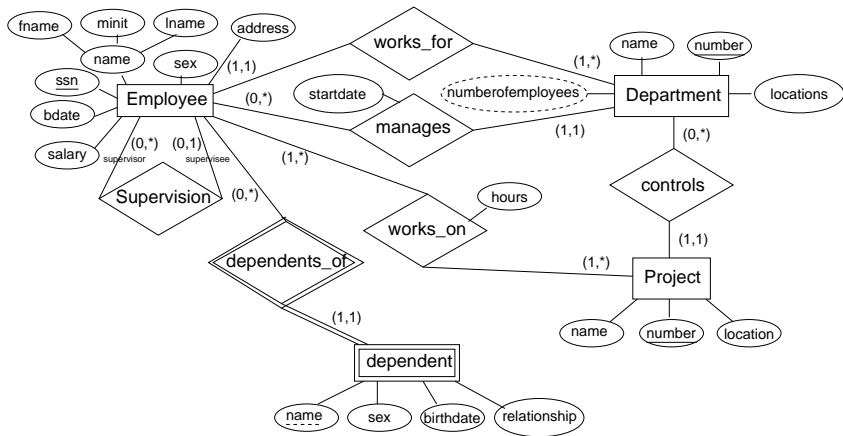 fname
minit
lname
name
address
works_for
ssn
sex
(1,1)
(1,*)
name
number
Employee
(0,*)
startdate
numberofemployees
Department
locations
bdate
manages
(1,1)
salary
(0,*)
(0,1)
supervisor
supervisee
(1,*)
(0,*)
Supervision
(0,*)
hours
controls
works_on
dependents_of
(1,1)
(1,*)
Project
(1,1)
name
number
location
dependent
name
sex
birthdate
relationship